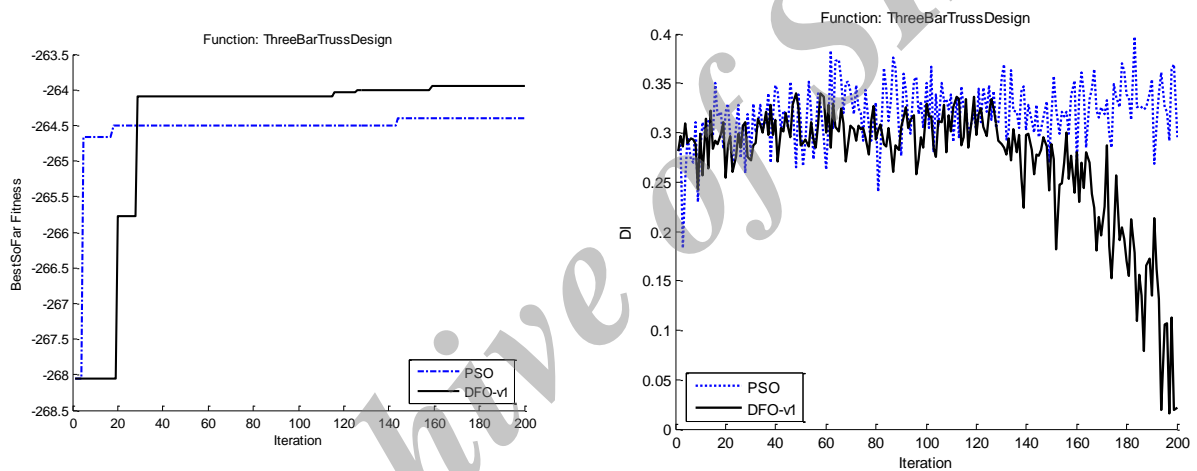 Function: ThreeBarTrussDesign
BestSoFar Fitness
-263.5
-264
-264.5
-265
-265.5
-266
-266.5
-267
-267.5
-268
-268.5
0 20 40 60 80 100 120 140 160 180 200
Iteration
PSO
DFO-v1
Function: ThreeBarTrussDesign
DI
0.4
0.35
0.3
0.25
0.2
0.15
0.1
0.05
0
0 20 40 60 80 100 120 140 160 180 200
Iteration
PSO
DFO-v1
hive of